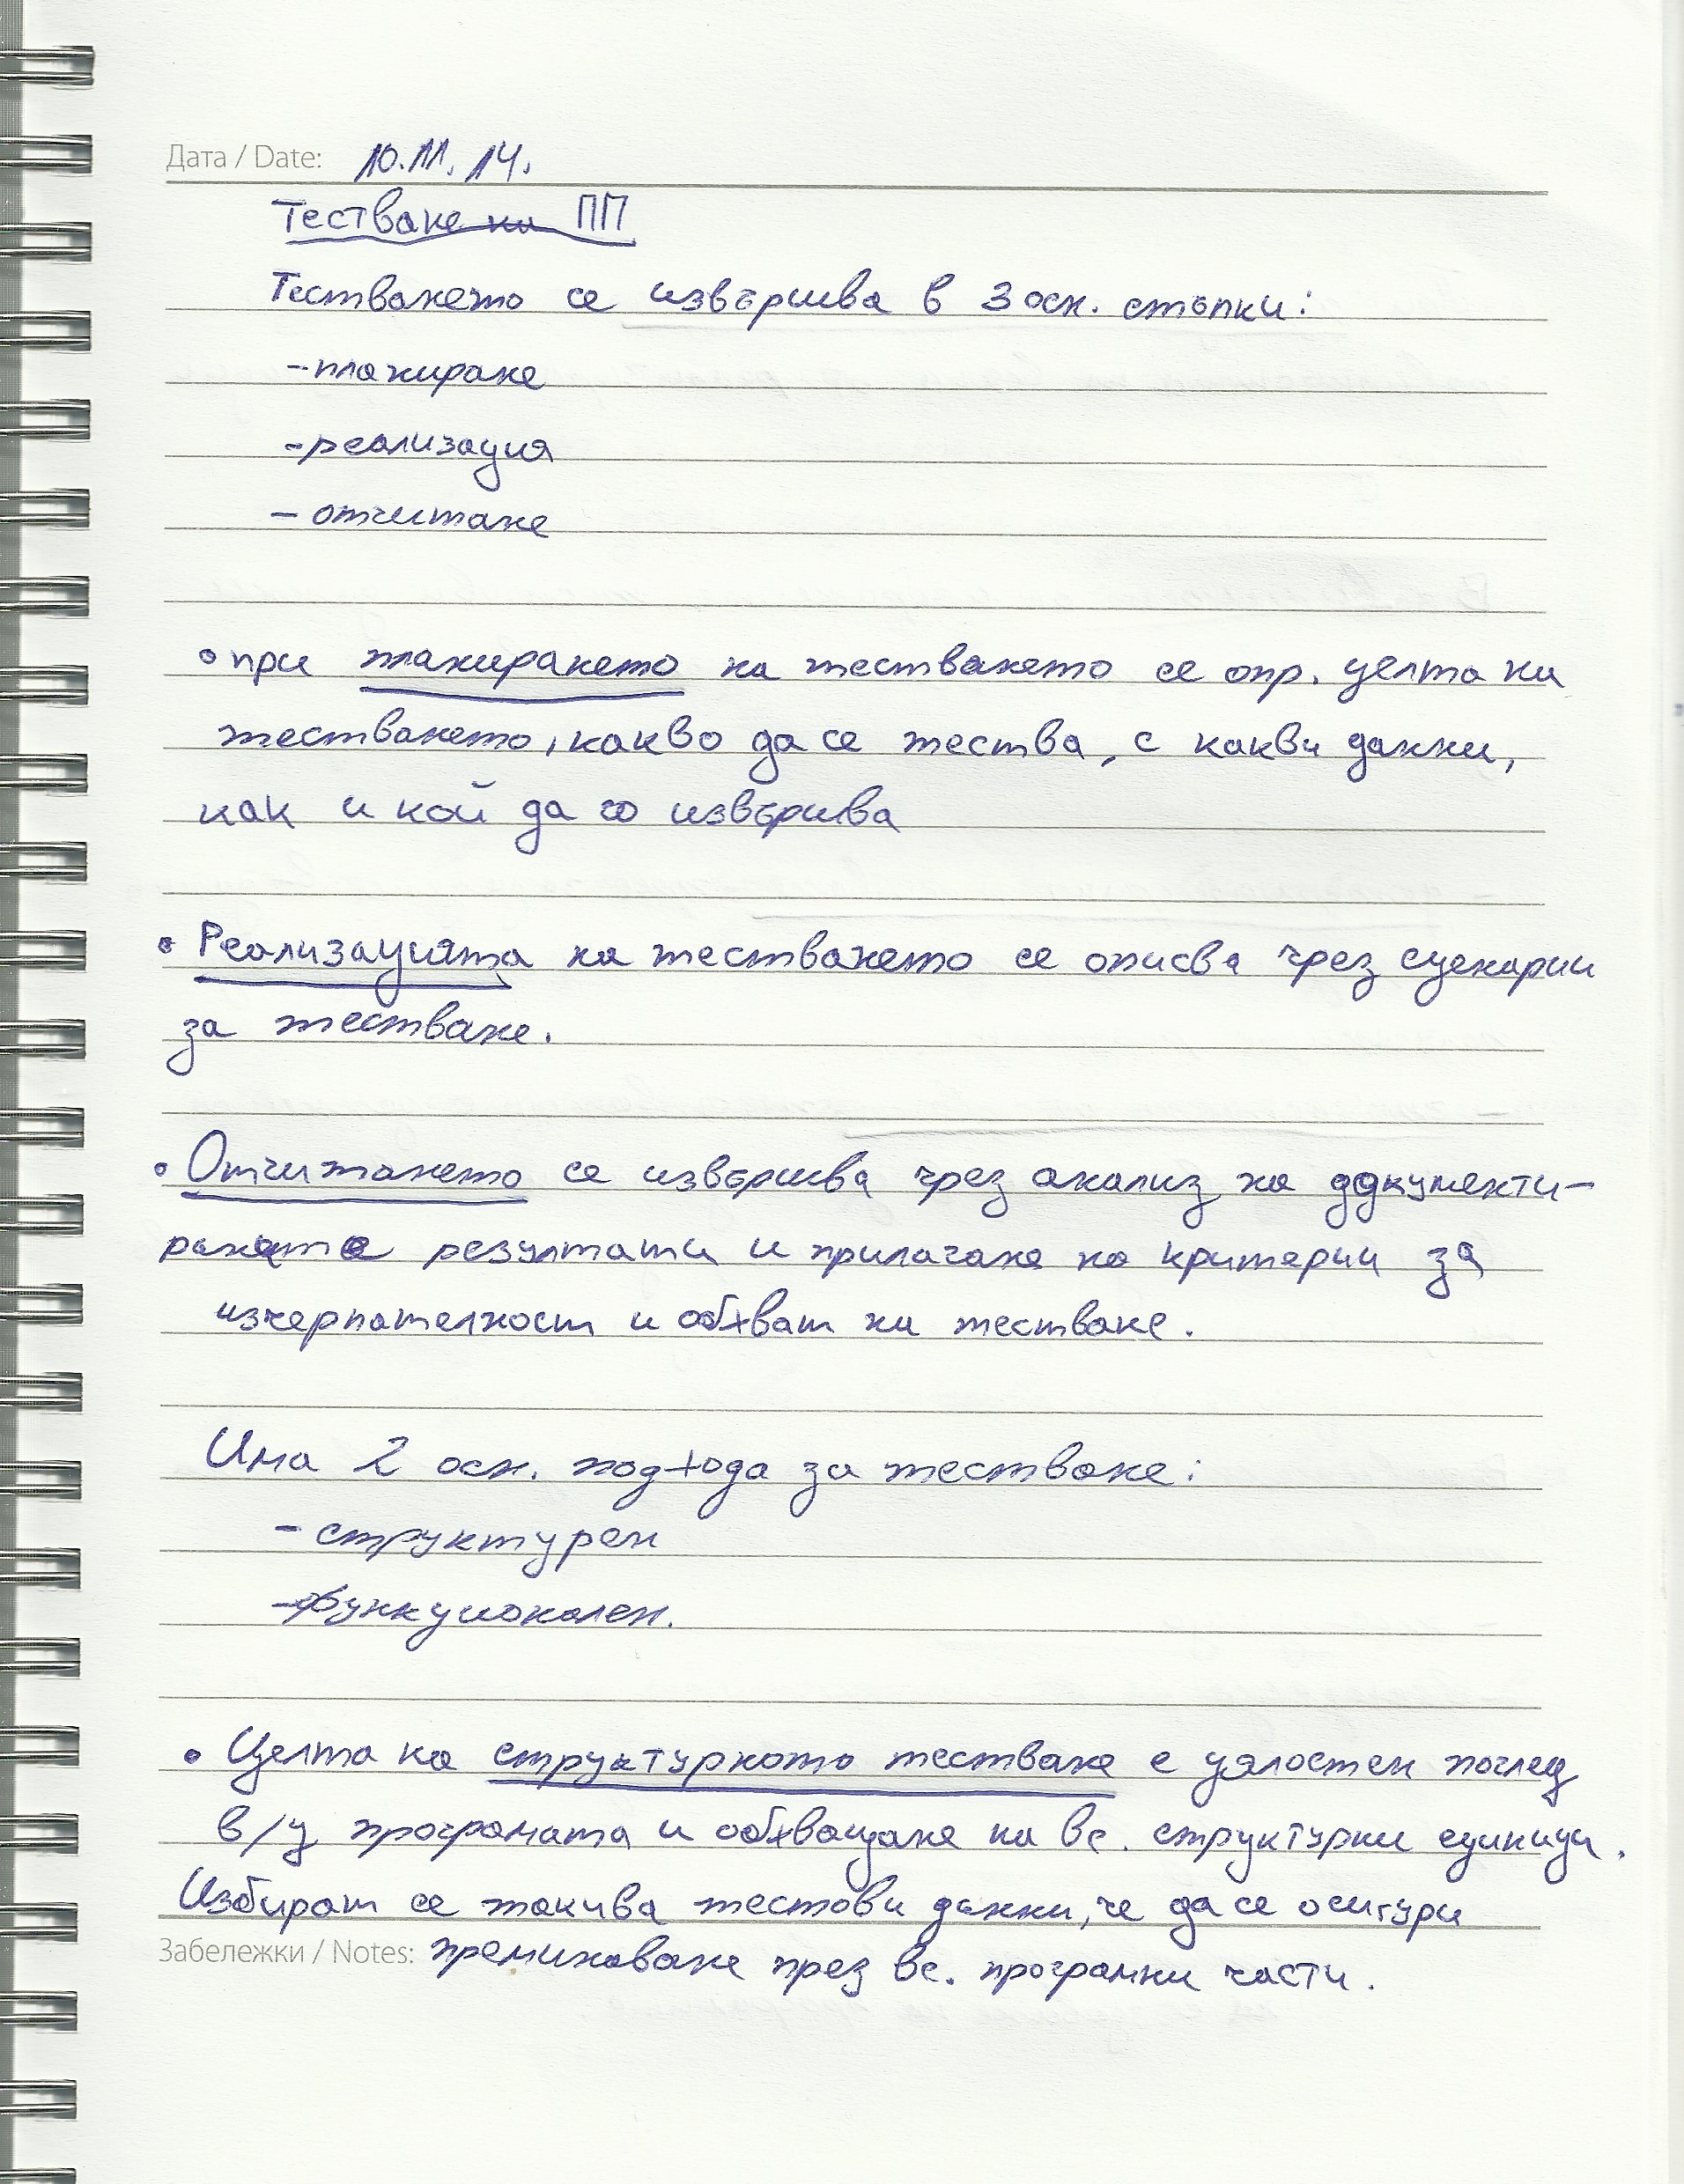 Дата / Date: 10.11.14.
Тестване на ПП
Тестването се извършва в 3 осн. стъпки:
- планиране
- реализация
- отчитане
• при планирането на тестването се опр. целта на
тестването, какво да се тества, с какви данни,
как и кой да го извършва
• Реализацията на тестването се описва чрез сценарии
за тестване.
• Отчитането се извършва чрез анализ на документи-
раните резултати и прилагане на критерии за
изчерпателност и обхват на тестване.
Има 2 осн. подхода за тестване:
- структурен
- функционален.
• Целта на структурното тестване е цялостен поглед
в/у програмата и обхващане на вс. структурни единици.
Избират се такива тестови данни, че да се осигури
Забележки / Notes: преминаване през вс. програмни части.